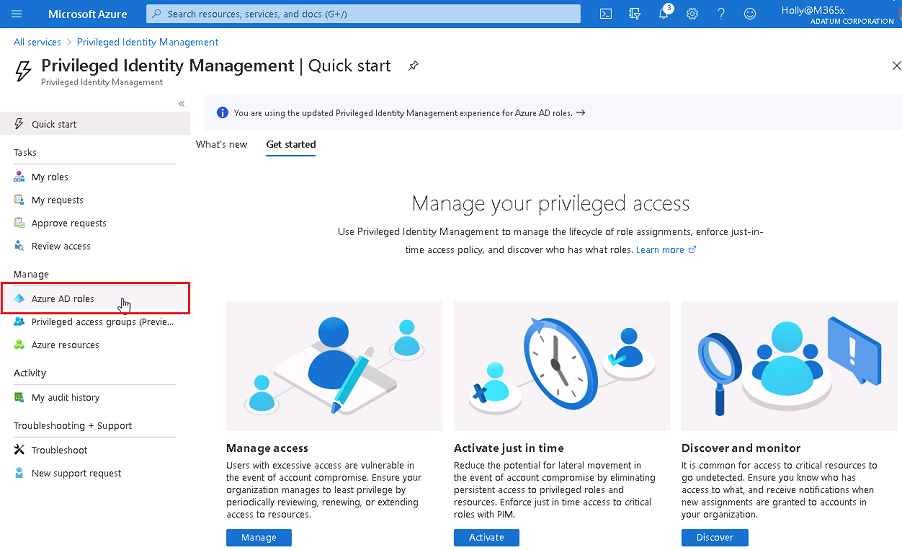 Microsoft Azure
Search resources, services, and docs (G+/)
3
Holly@M365x
ADATUM CORPORATION
All services > Privileged Identity Management
Privileged Identity Management | Quick start
Privileged Identity Management
You are using the updated Privileged Identity Management experience for Azure AD roles. →
Quick start
Tasks
My roles
My requests
Approve requests
Review access
Manage
Azure AD roles
Privileged access groups (Previe...
Azure resources
Activity
My audit history
Troubleshooting + Support
Troubleshoot
New support request
What's new
Get started
Manage your privileged access
Use Privileged Identity Management to manage the lifecycle of role assignments, enforce just-in-
time access policy, and discover who has what roles. Learn more
Manage access
Users with excessive access are vulnerable in
the event of account compromise. Ensure your
organization manages to least privilege by
periodically reviewing, renewing, or extending
access to resources.
Manage
Activate just in time
Reduce the potential for lateral movement in
the event of account compromise by eliminating
persistent access to privileged roles and
resources. Enforce just in time access to critical
roles with PIM.
Activate
Discover and monitor
It is common for access to critical resources to
go undetected. Ensure you know who has
access to what, and receive notifications when
new assignments are granted to accounts in
your organization.
Discover